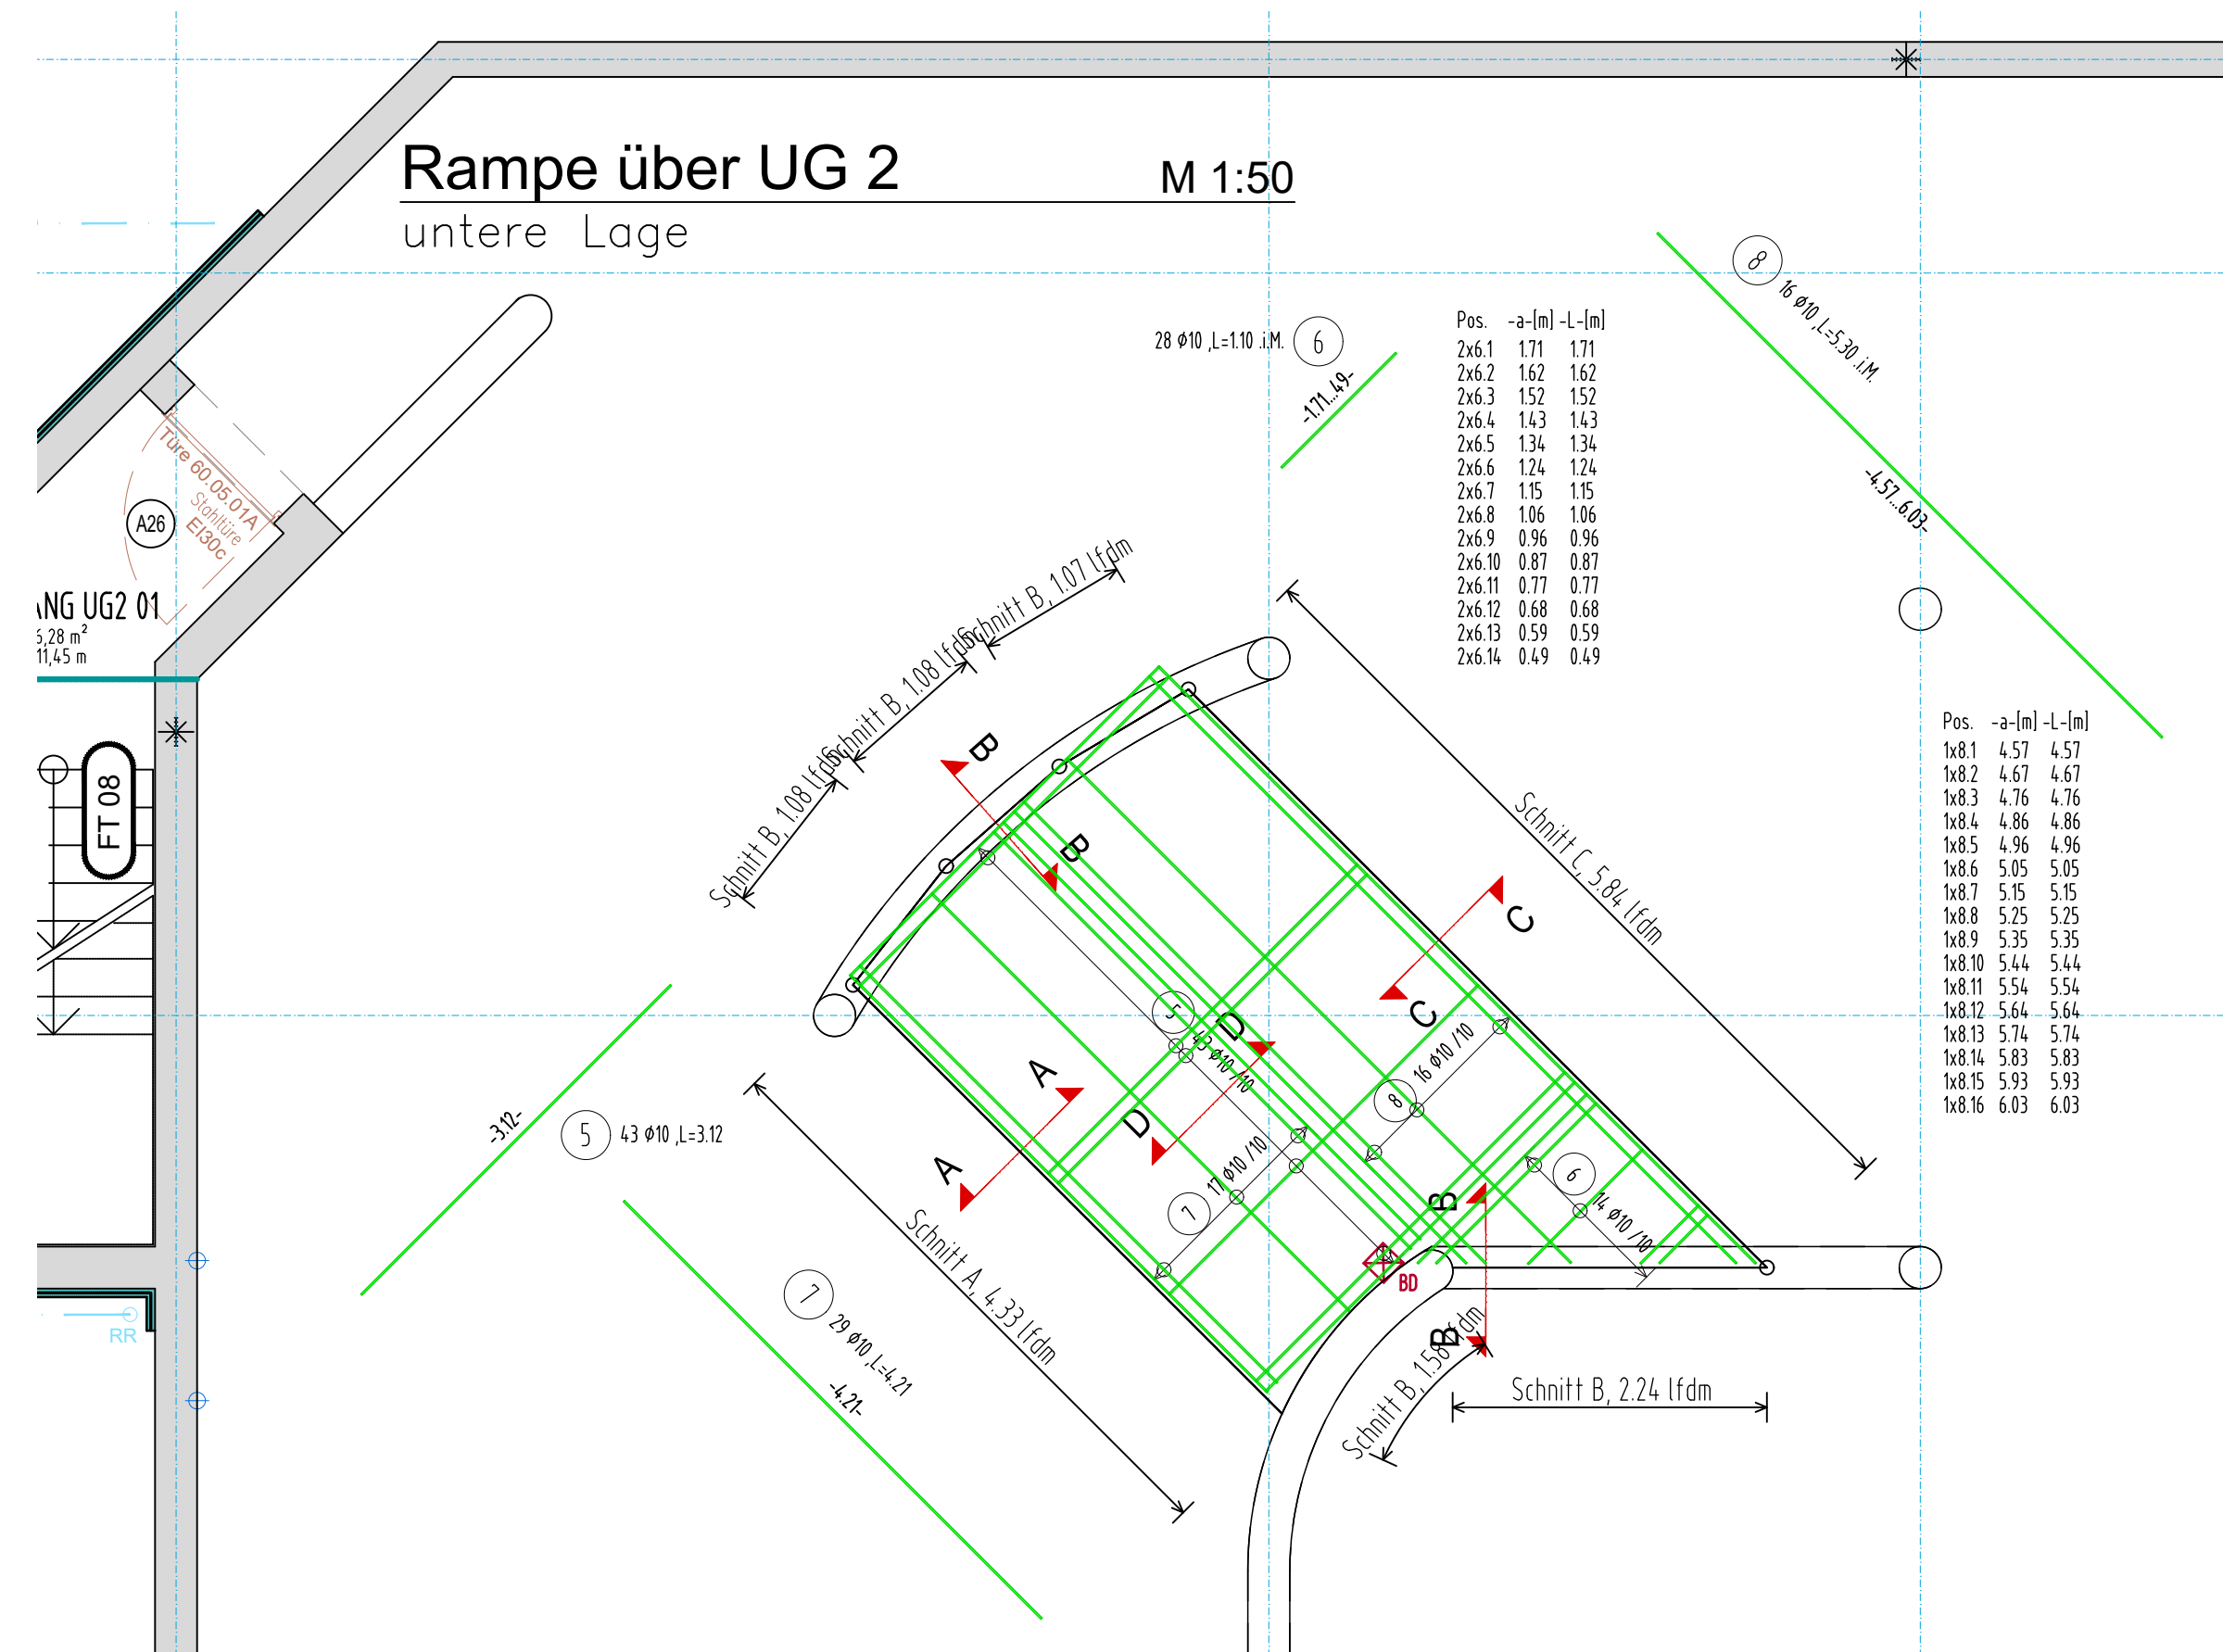 Rampe über UG 2
M 1:50
untere Lage
8
16 ø10 ,L=5.30 .i.M.
-4.57...6.03-
28 ø10 ,L=1.10 .i.M.
6
-1.71...49-
Pos. -a-[m] -L-[m]
2x6.1 1.71 1.71
2x6.2 1.62 1.62
2x6.3 1.52 1.52
2x6.4 1.43 1.43
2x6.5 1.34 1.34
2x6.6 1.24 1.24
2x6.7 1.15 1.15
2x6.8 1.06 1.06
2x6.9 0.96 0.96
2x6.10 0.87 0.87
2x6.11 0.77 0.77
2x6.12 0.68 0.68
2x6.13 0.59 0.59
2x6.14 0.49 0.49
Türe 60.05.01A
Stahltüre
EI30c
A26
ANG UG2 01
6,28 m²
11,45 m
FT 08
Schnitt B, 1.07 lfdm
Schnitt B, 1.08 lfdm
Schnitt B, 1.08 lfdm
Schnitt C, 5.84 lfdm
Pos. -a-[m] -L-[m]
1x8.1 4.57 4.57
1x8.2 4.67 4.67
1x8.3 4.76 4.76
1x8.4 4.86 4.86
1x8.5 4.96 4.96
1x8.6 5.05 5.05
1x8.7 5.15 5.15
1x8.8 5.25 5.25
1x8.9 5.35 5.35
1x8.10 5.44 5.44
1x8.11 5.54 5.54
1x8.12 5.64 5.64
1x8.13 5.74 5.74
1x8.14 5.83 5.83
1x8.15 5.93 5.93
1x8.16 6.03 6.03
B
B
C
C
D
D
A
A
5
43 ø10 /10
8
16 ø10 /10
7
17 ø10 /10
6
14 ø10 /10
B
B
BD
-3.12-
5
43 ø10 ,L=3.12
7
29 ø10 ,L=4.21
-4.21-
Schnitt A, 4.33 lfdm
Schnitt B, 1.58 lfdm
Schnitt B, 2.24 lfdm
RR